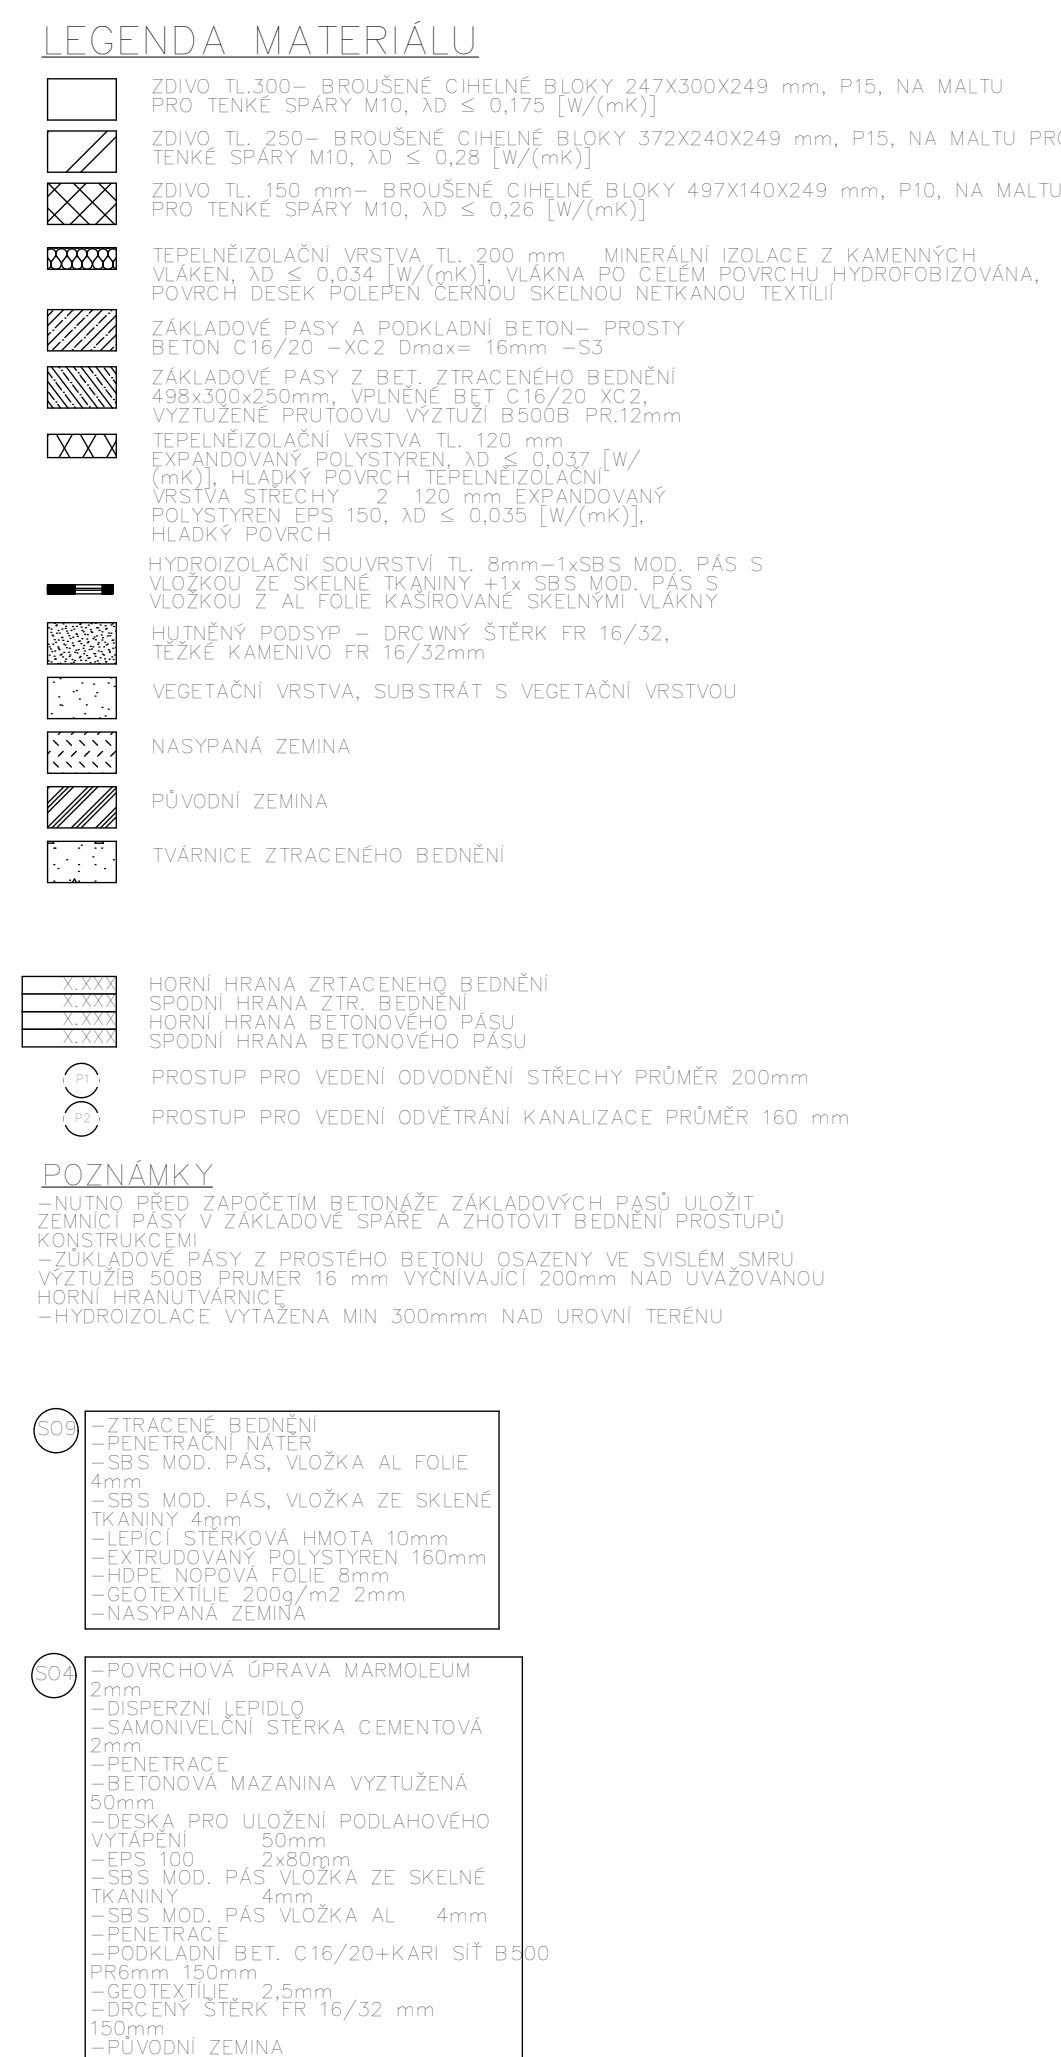 LEGENDA MATERIÁLU
ZDIVO TL.300– BROUŠENÉ CIHELNÉ BLOKY 247X300X249 mm, P15, NA MALTU
PRO TENKÉ SPÁRY M10, λD ≤ 0,175 [W/(mK)]
ZDIVO TL. 250– BROUŠENÉ CIHELNÉ BLOKY 372X240X249 mm, P15, NA MALTU PRO
TENKÉ SPÁRY M10, λD ≤ 0,28 [W/(mK)]
ZDIVO TL. 150 mm– BROUŠENÉ CIHELNÉ BLOKY 497X140X249 mm, P10, NA MALTU
PRO TENKÉ SPÁRY M10, λD ≤ 0,26 [W/(mK)]
TEPELNĚIZOLAČNÍ VRSTVA TL. 200 mm MINERÁLNÍ IZOLACE Z KAMENNÝCH
VLÁKEN, λD ≤ 0,034 [W/(mK)], VLÁKNA PO CELÉM POVRCHU HYDROFOBIZOVÁNA,
POVRCH DESEK POLEPEN ČERNOU SKELNOU NETKANOU TEXTÍLIÍ
ZÁKLADOVÉ PASY A PODKLADNÍ BETON– PROSTY
BETON C16/20 –XC2 Dmax= 16mm –S3
ZÁKLADOVÉ PASY Z BET. ZTRACENÉHO BEDNĚNÍ
498x300x250mm, VPLNĚNÉ BET C16/20 XC2,
VYZTUŽENÉ PRUTOOVU VÝZTUŽÍ B500B PR.12mm
TEPELNĚIZOLAČNÍ VRSTVA TL. 120 mm
EXPANDOVANÝ POLYSTYREN, λD ≤ 0,037 [W/
(mK)], HLADKÝ POVRCH TEPELNĚIZOLAČNÍ
VRSTVA STŘECHY 2 120 mm EXPANDOVANÝ
POLYSTYREN EPS 150, λD ≤ 0,035 [W/(mK)],
HLADKÝ POVRCH
HYDROIZOLAČNÍ SOUVRSTVÍ TL. 8mm–1xSBS MOD. PÁS S
VLOŽKOU ZE SKELNÉ TKANINY +1x SBS MOD. PÁS S
VLOŽKOU Z AL FOLIE KAŠÍROVANÉ SKELNÝMI VLÁKNY
HUTNĚNÝ PODSYP – DRCWNÝ ŠTĚRK FR 16/32,
TĚŽKÉ KAMENIVO FR 16/32mm
VEGETAČNÍ VRSTVA, SUBSTRÁT S VEGETAČNÍ VRSTVOU
NASYPANÁ ZEMINA
PŮVODNÍ ZEMINA
TVÁRNICE ZTRACENÉHO BEDNĚNÍ
X.XXX HORNÍ HRANA ZRTACENEHO BEDNĚNÍ
X.XXX SPODNÍ HRANA ZTR. BEDNĚNÍ
X.XXX HORNÍ HRANA BETONOVÉHO PÁSU
X.XXX SPODNÍ HRANA BETONOVÉHO PÁSU
P1 PROSTUP PRO VEDENÍ ODVODNĚNÍ STŘECHY PRŮMĚR 200mm
P2 PROSTUP PRO VEDENÍ ODVĚTRÁNÍ KANALIZACE PRŮMĚR 160 mm
POZNÁMKY
–NUTNO PŘED ZAPOČETÍM BETONÁŽE ZÁKLADOVÝCH PASŮ ULOŽIT
ZEMNÍCÍ PÁSY V ZÁKLADOVÉ SPÁŘE A ZHOTOVIT BEDNĚNÍ PROSTUPŮ
KONSTRUKCEMI
–ZŮKLADOVÉ PÁSY Z PROSTÉHO BETONU OSAZENY VE SVISLÉM SMRU
VÝZTUŽÍB 500B PRUMER 16 mm VYČNÍVAJÍCÍ 200mm NAD UVAŽOVANOU
HORNÍ HRANUTVÁRNICE
–HYDROIZOLACE VYTAŽENA MIN 300mmm NAD UROVNÍ TERÉNU
S09
–ZTRACENÉ BEDNĚNÍ
–PENETRAČNÍ NÁTĚR
–SBS MOD. PÁS, VLOŽKA AL FOLIE
4mm
–SBS MOD. PÁS, VLOŽKA ZE SKLENÉ
TKANINY 4mm
–LEPÍCÍ STĚRKOVÁ HMOTA 10mm
–EXTRUDOVANÝ POLYSTYREN 160mm
–HDPE NOPOVÁ FOLIE 8mm
–GEOTEXTÍLIE 200g/m2 2mm
–NASYPANÁ ZEMINA
S04
–POVRCHOVÁ ÚPRAVA MARMOLEUM
2mm
–DISPERZNÍ LEPIDLO
–SAMONIVELČNÍ STĚRKA CEMENTOVÁ
2mm
–PENETRACE
–BETONOVÁ MAZANINA VYZTUŽENÁ
50mm
–DESKA PRO ULOŽENÍ PODLAHOVÉHO
VYTÁPĚNÍ 50mm
–EPS 100 2x80mm
–SBS MOD. PÁS VLOŽKA ZE SKELNÉ
TKANINY 4mm
–SBS MOD. PÁS VLOŽKA AL 4mm
–PENETRACE
–PODKLADNÍ BET. C16/20+KARI SÍŤ B500
PR6mm 150mm
–GEOTEXTÍLIE 2,5mm
–DRCENÝ ŠTĚRK FR 16/32 mm
150mm
–PŮVODNÍ ZEMINA